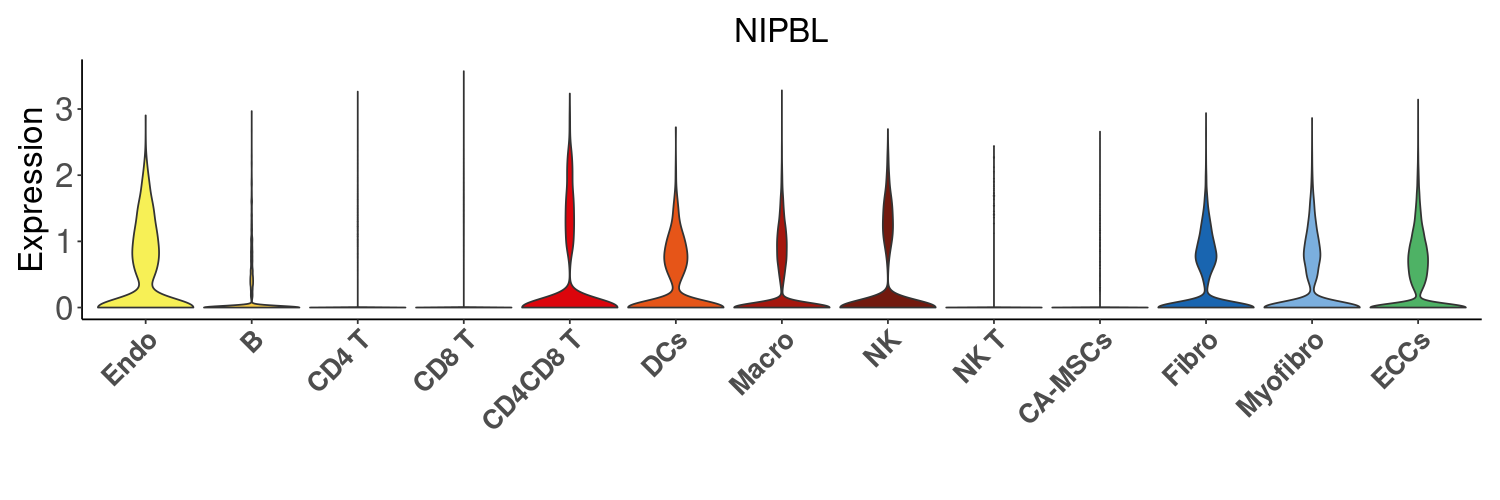 NIPBL
Expression
3
2
1
0
Endo
B
CD4 T
CD8 T
CD4CD8 T
DCs
Macro
NK
NK T
CA-MSCs
Fibro
Myofibro
ECCs